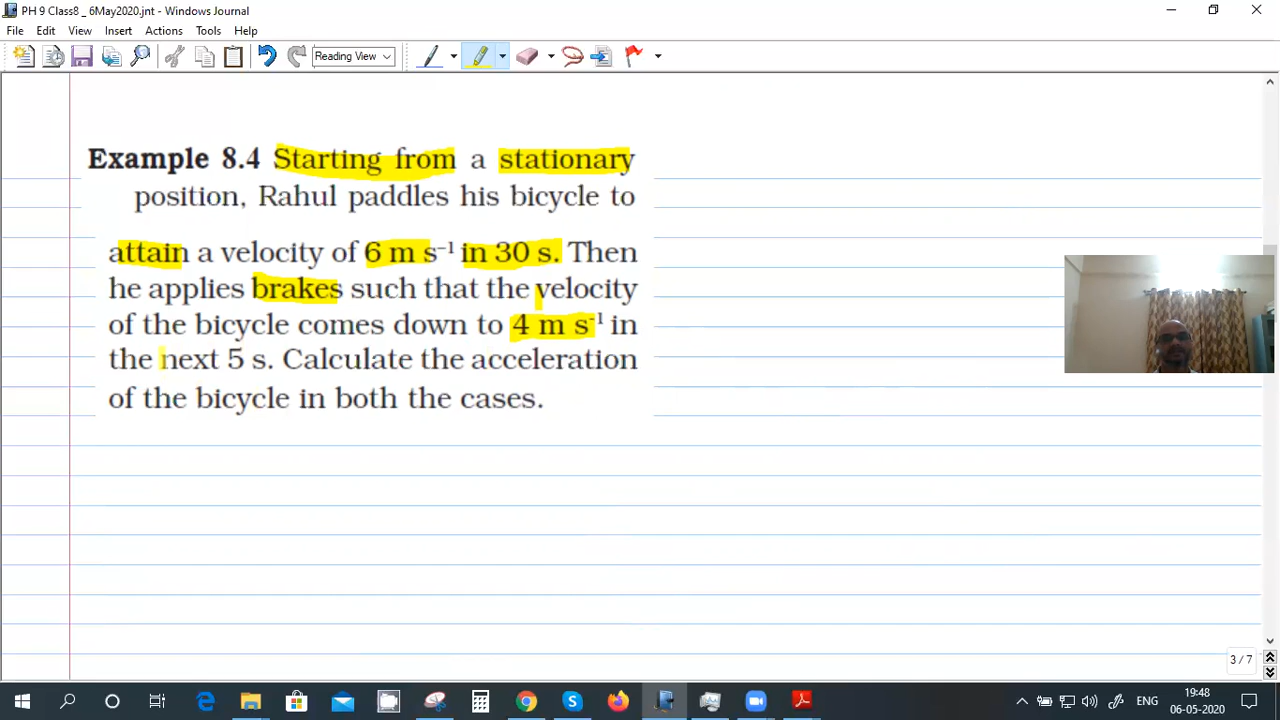 PH 9 Class8 _ 6May2020.jnt - Windows Journal
File Edit View Insert Actions Tools Help
Reading View
Example 8.4 Starting from a stationary
position, Rahul paddles his bicycle to
attain a velocity of 6 m s⁻¹ in 30 s. Then
he applies brakes such that the velocity
of the bicycle comes down to 4 m s⁻¹ in
the next 5 s. Calculate the acceleration
of the bicycle in both the cases.
3 / 7
ENG
19:48
06-05-2020